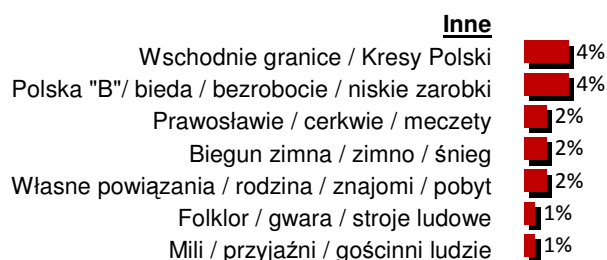 Inne
Wschodnie granice / Kresy Polski 4%
Polska "B"/ bieda / bezrobocie / niskie zarobki 4%
Prawosławie / cerkwie / meczety 2%
Biegun zimna / zimno / śnieg 2%
Własne powiązania / rodzina / znajomi / pobyt 2%
Folklor / gwara / stroje ludowe 1%
Mili / przyjaźni / gościnni ludzie 1%